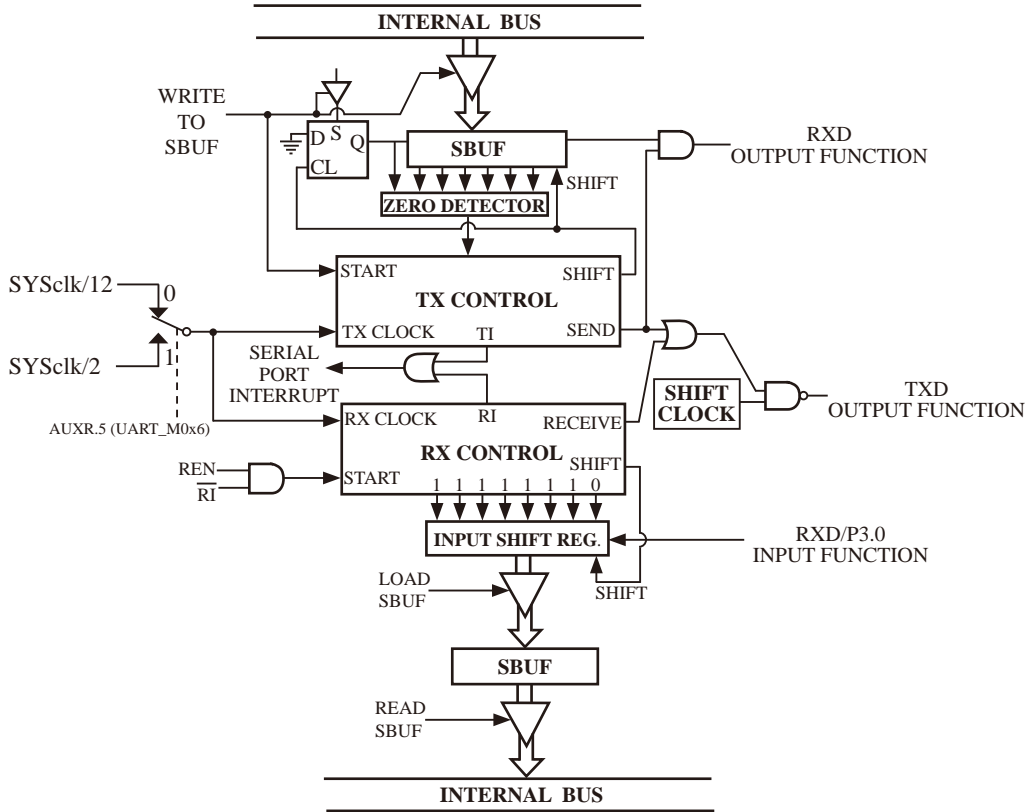 INTERNAL BUS
WRITE
TO
SBUF
D S Q
CL
SBUF
SHIFT
ZERO DETECTOR
RXD
OUTPUT FUNCTION
START
SHIFT
TX CONTROL
TX CLOCK
TI
SEND
SYSclk/12
0
SYSclk/2
1
AUXR.5 (UART_M0x6)
SERIAL
PORT
INTERRUPT
SHIFT
CLOCK
TXD
OUTPUT FUNCTION
RX CLOCK
RI
RECEIVE
RX CONTROL
SHIFT
START
1 1 1 1 1 1 1 0
REN
RI
INPUT SHIFT REG.
RXD/P3.0
INPUT FUNCTION
LOAD
SBUF
SHIFT
SBUF
READ
SBUF
INTERNAL BUS